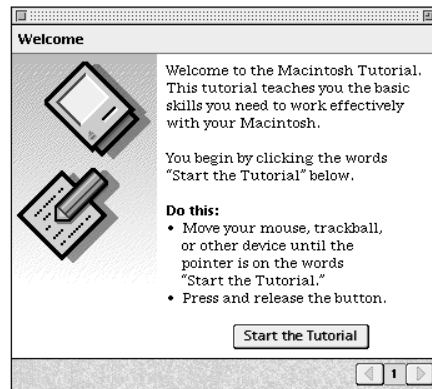 Welcome
Welcome to the Macintosh Tutorial.
This tutorial teaches you the basic
skills you need to work effectively
with your Macintosh.
You begin by clicking the words
“Start the Tutorial” below.
Do this:
• Move your mouse, trackball,
or other device until the
pointer is on the words
“Start the Tutorial.”
• Press and release the button.
Start the Tutorial
1